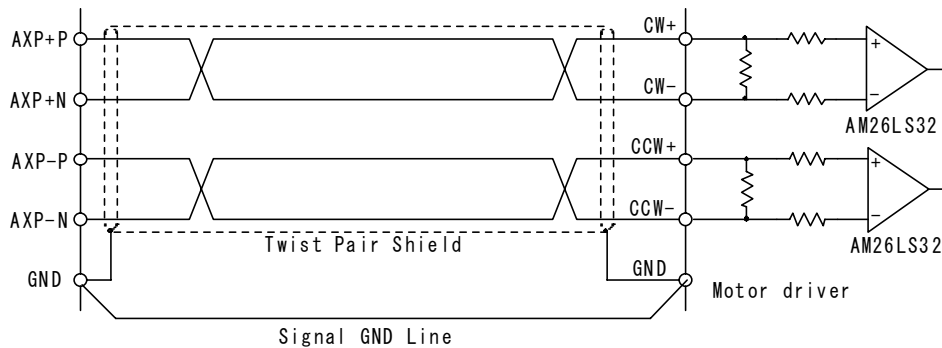 AXP+P
CW+
AXP+N
CW-
AM26LS32
AXP-P
CCW+
AXP-N
CCW-
Twist Pair Shield
AM26LS32
GND
GND
Motor driver
Signal GND Line
+
-
+
-